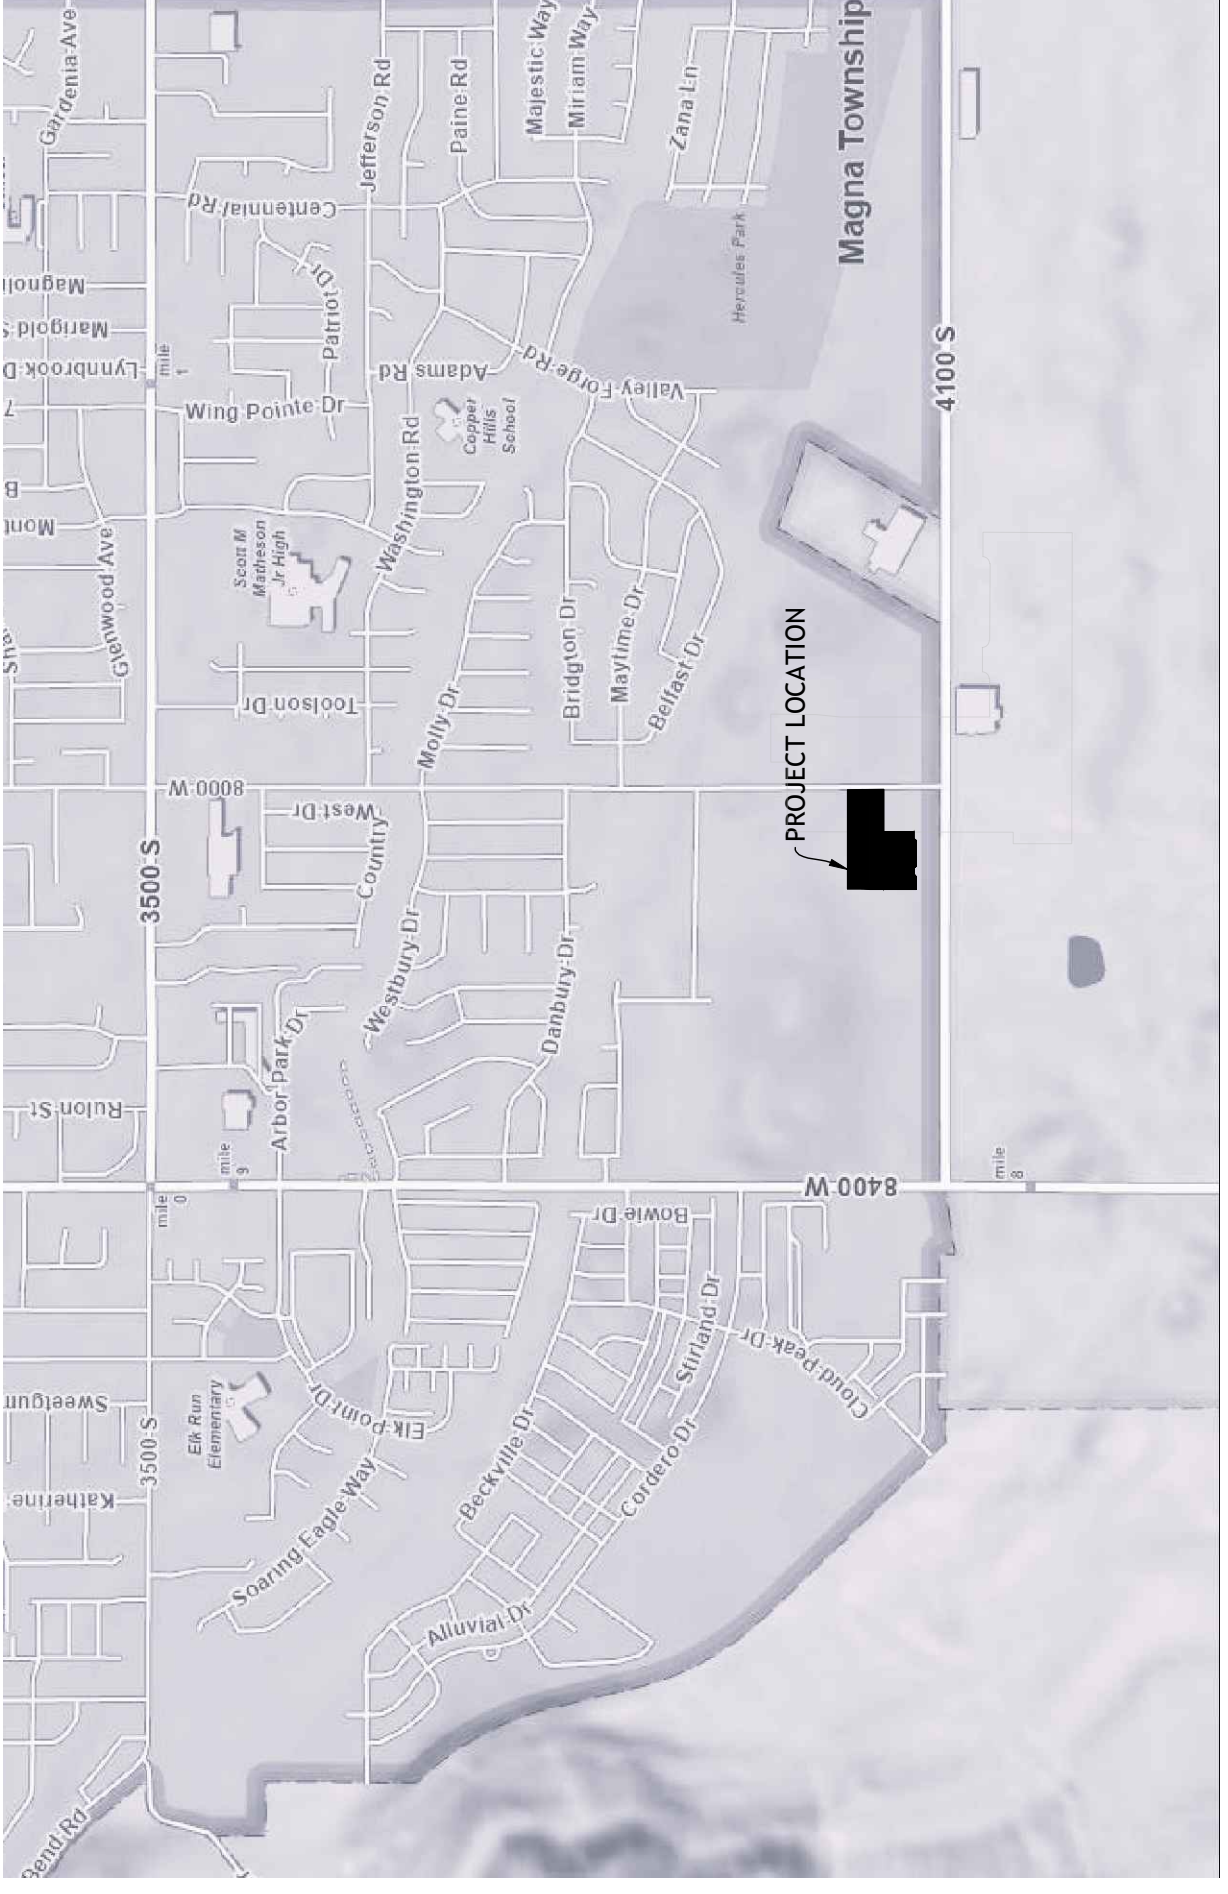 Gardenia Ave
Jefferson Rd
Paine Rd
Majestic Way
Miriam Way
Zana Ln
Magna Township
Centennial Rd
Patriot Dr
Hercules Park
Magnoli
Marigold S
Lynnbrook D
mile
1
Adams Rd
Valley Forge Rd
4100 S
7
Wing Pointe Dr
Copper
Hills
School
B
Mont
Washington Rd
Glenwood Ave
Scott M
Matheson
Jr High
Bridgton Dr
Maytime Dr
Belfast Dr
PROJECT LOCATION
Sha
Toolson Dr
Molly Dr
8000 W
3500 S
West Dr
Country
Westbury Dr
Danbury Dr
Arbor Park Dr
Rulon St
mile
9
mile
0
8400 W
mile
8
Bowie Dr
Stirland Dr
Cloud Peak Dr
Sweetgum
3500 S
Elk Run
Elementary
Elk Point Dr
Beckville Dr
Cordero Dr
Katherine
Soaring Eagle Way
Alluvial Dr
Bend Rd